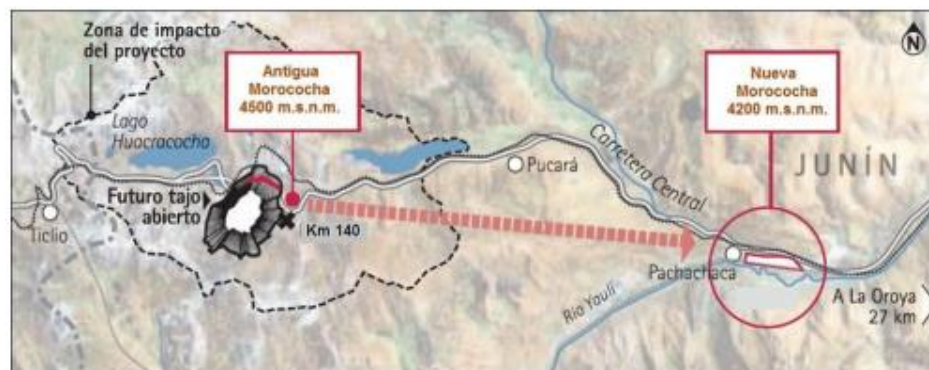 Zona de impacto
del proyecto
Antigua
Morococha
4500 m.s.n.m.
Nueva
Morococha
4200 m.s.n.m.
N
Lago
Huacracocha
Carretera Central
JUNÍN
Pucará
Futuro tajo
abierto
Ticlio
Km 140
Pachachaca
Río Yauli
A La Oroya
27 km